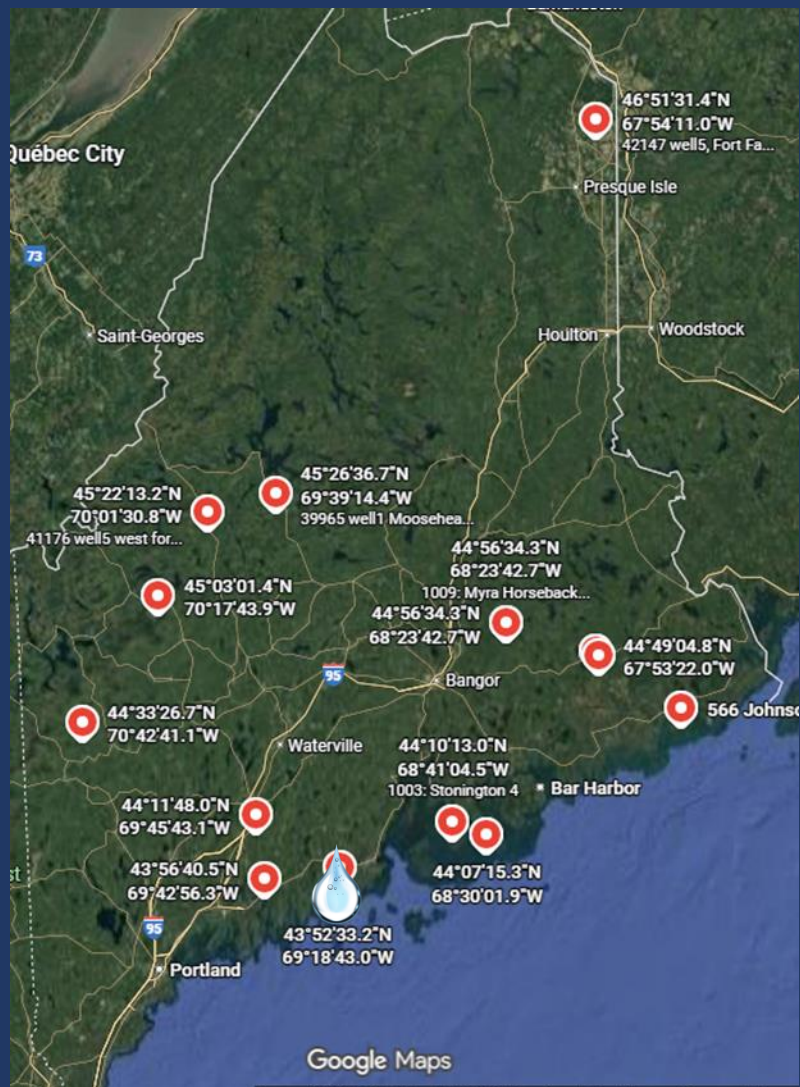 46°51'31.4"N
67°54'11.0"W
42147 well5, Fort Fa...
Québec City
Presque Isle
73
Saint-Georges
Houlton
Woodstock
45°26'36.7"N
69°39'14.4"W
39965 well1 Moosehea...
45°22'13.2"N
70°01'30.8"W
41176 well5 west for...
44°56'34.3"N
68°23'42.7"W
1009: Myra Horseback...
45°03'01.4"N
70°17'43.9"W
44°56'34.3"N
68°23'42.7"W
44°49'04.8"N
67°53'22.0"W
95
Bangor
566 Johnso
44°33'26.7"N
70°42'41.1"W
Waterville
44°10'13.0"N
68°41'04.5"W
1003: Stonington 4
Bar Harbor
44°11'48.0"N
69°45'43.1"W
43°56'40.5"N
69°42'56.3"W
44°07'15.3"N
68°30'01.9"W
95
43°52'33.2"N
69°18'43.0"W
Portland
Google Maps